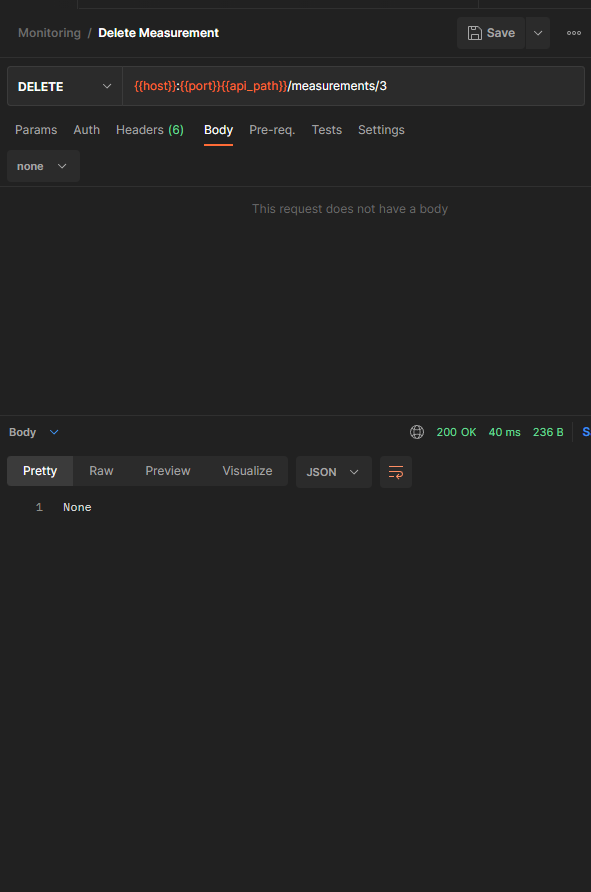 Monitoring / Delete Measurement Save
DELETE {{host}}:{{port}}{{api_path}}/measurements/3
Params Auth Headers (6) Body Pre-req. Tests Settings
none
This request does not have a body
Body 200 OK 40 ms 236 B S
Pretty Raw Preview Visualize JSON
1 None